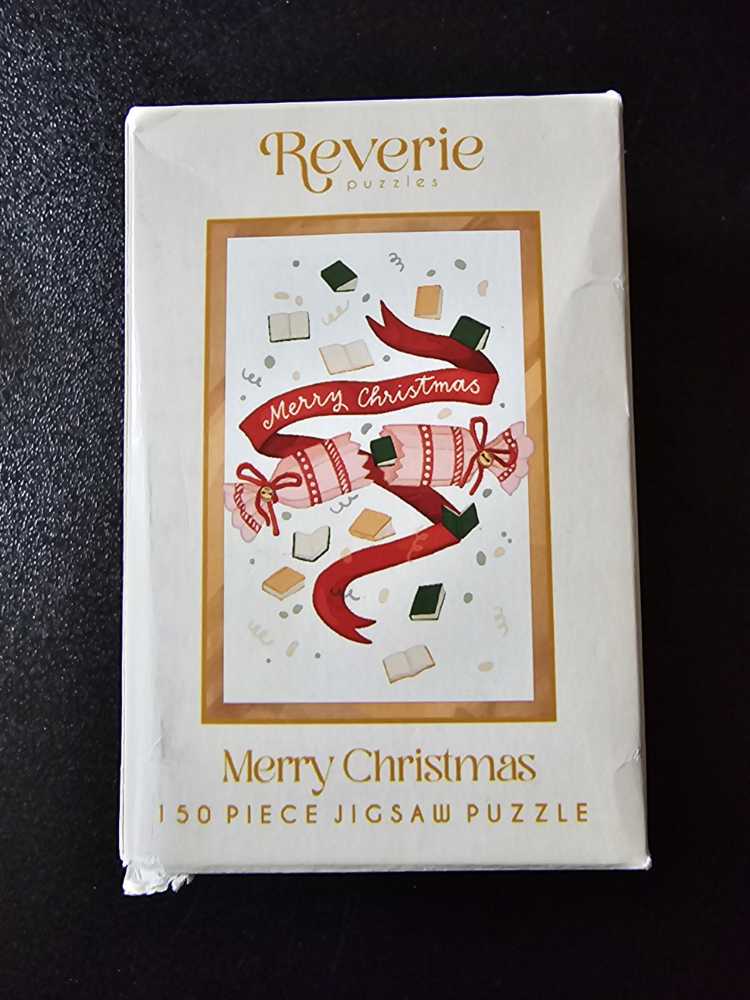 Reverie
puzzles
Merry Christmas
Merry Christmas
150 PIECE JIGSAW PUZZLE